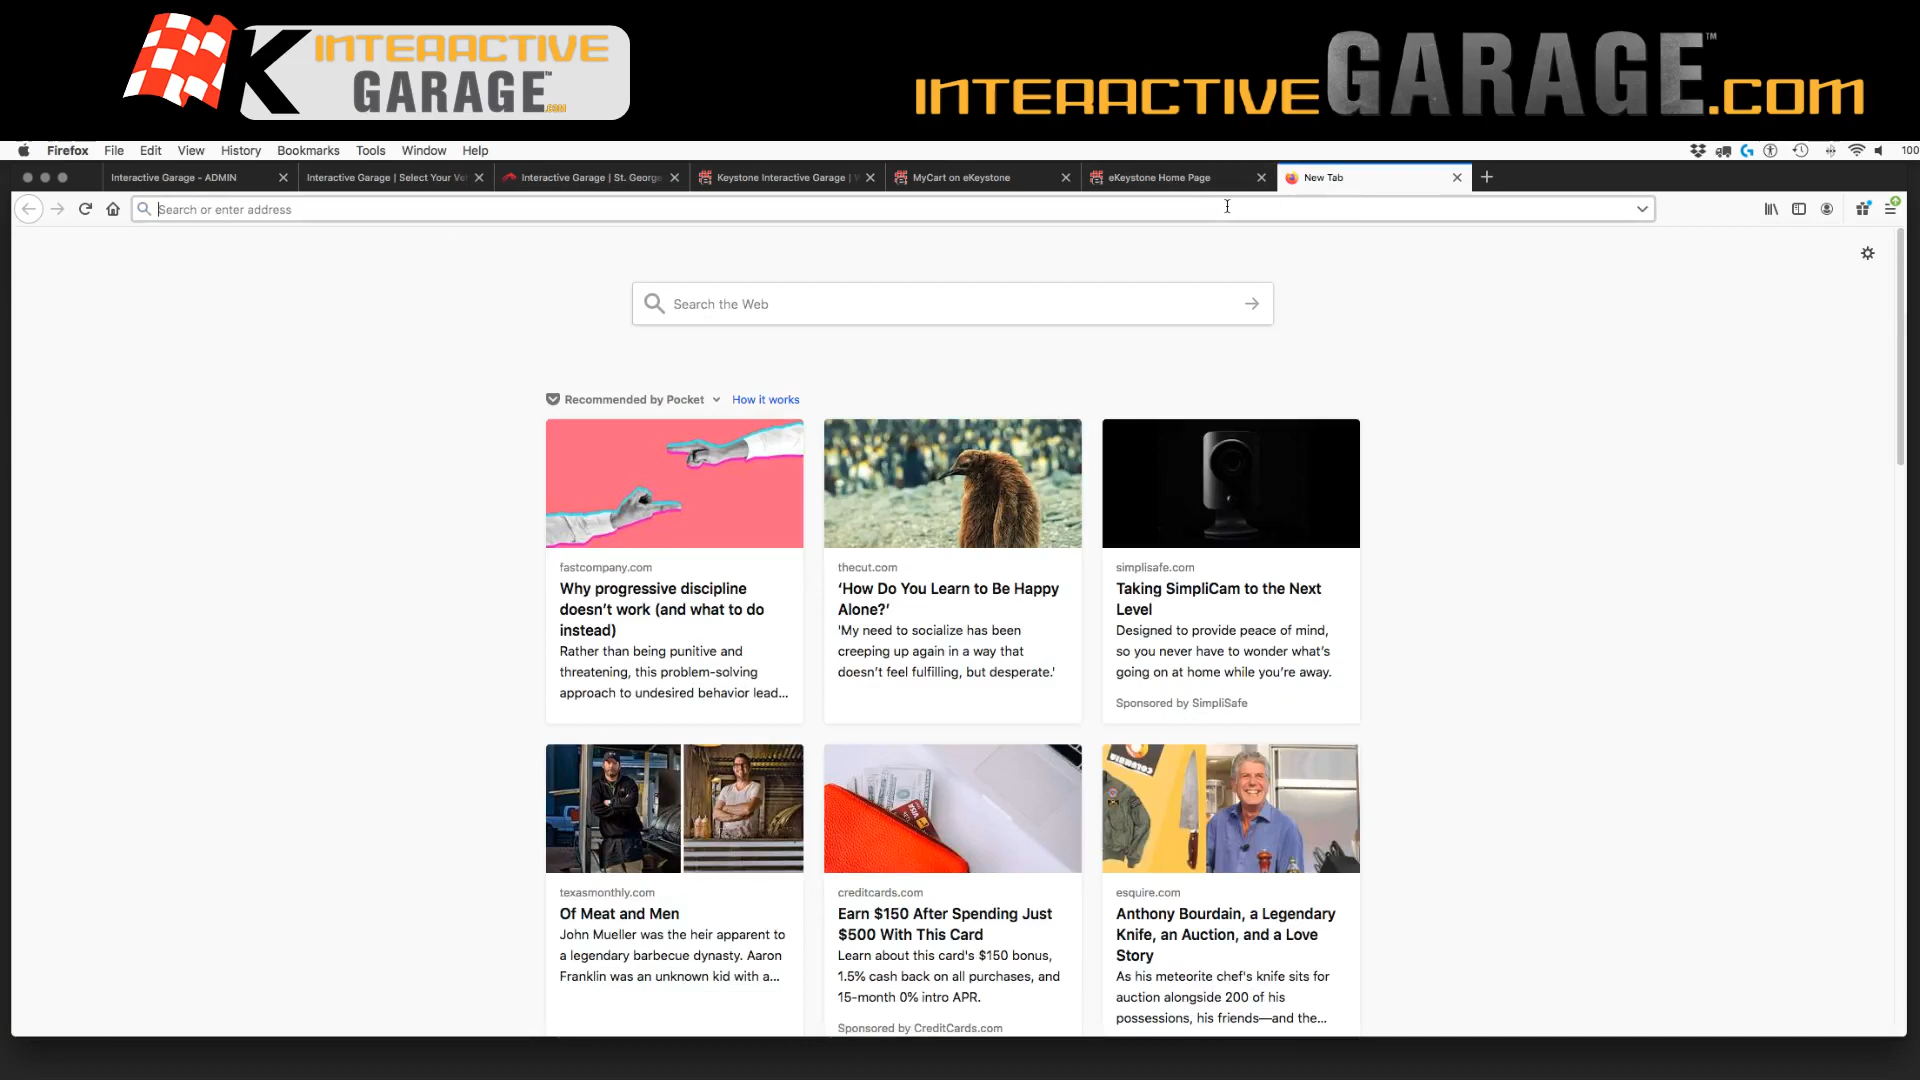 K INTERACTIVE GARAGE™ .COM
INTERACTIVE GARAGE™ .COM
Firefox File Edit View History Bookmarks Tools Window Help 100
Interactive Garage - ADMIN
Interactive Garage | Select Your Ve
Interactive Garage | St. George
Keystone Interactive Garage | V
MyCart on eKeystone
eKeystone Home Page
New Tab
Search or enter address
Search the Web
Recommended by Pocket How it works
fastcompany.com
Why progressive discipline
doesn't work (and what to do
instead)
Rather than being punitive and
threatening, this problem-solving
approach to undesired behavior lead...
thecut.com
‘How Do You Learn to Be Happy
Alone?’
'My need to socialize has been
creeping up again in a way that
doesn't feel fulfilling, but desperate.'
simplisafe.com
Taking SimpliCam to the Next
Level
Designed to provide peace of mind,
so you never have to wonder what's
going on at home while you're away.
Sponsored by SimpliSafe
texasmonthly.com
Of Meat and Men
John Mueller was the heir apparent to
a legendary barbecue dynasty. Aaron
Franklin was an unknown kid with a...
VISA
creditcards.com
Earn $150 After Spending Just
$500 With This Card
Learn about this card's $150 bonus,
1.5% cash back on all purchases, and
15-month 0% intro APR.
Sponsored by CreditCards.com
COLUMBIA
esquire.com
Anthony Bourdain, a Legendary
Knife, an Auction, and a Love
Story
As his meteorite chef's knife sits for
auction alongside 200 of his
possessions, his friends—and the...